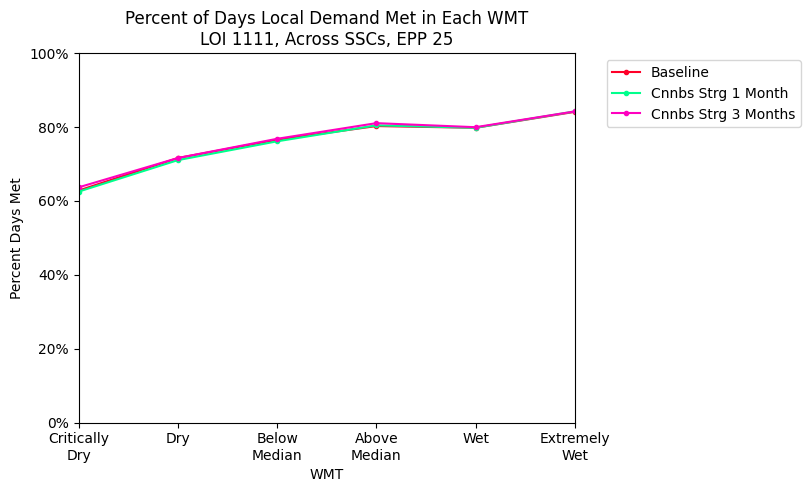 Percent of Days Local Demand Met in Each WMT
LOI 1111, Across SSCs, EPP 25
100%
80%
60%
40%
20%
0%
Percent Days Met
Critically
Dry
Dry
Below
Median
Above
Median
Wet
Extremely
Wet
WMT
Baseline
Cnnbs Strg 1 Month
Cnnbs Strg 3 Months